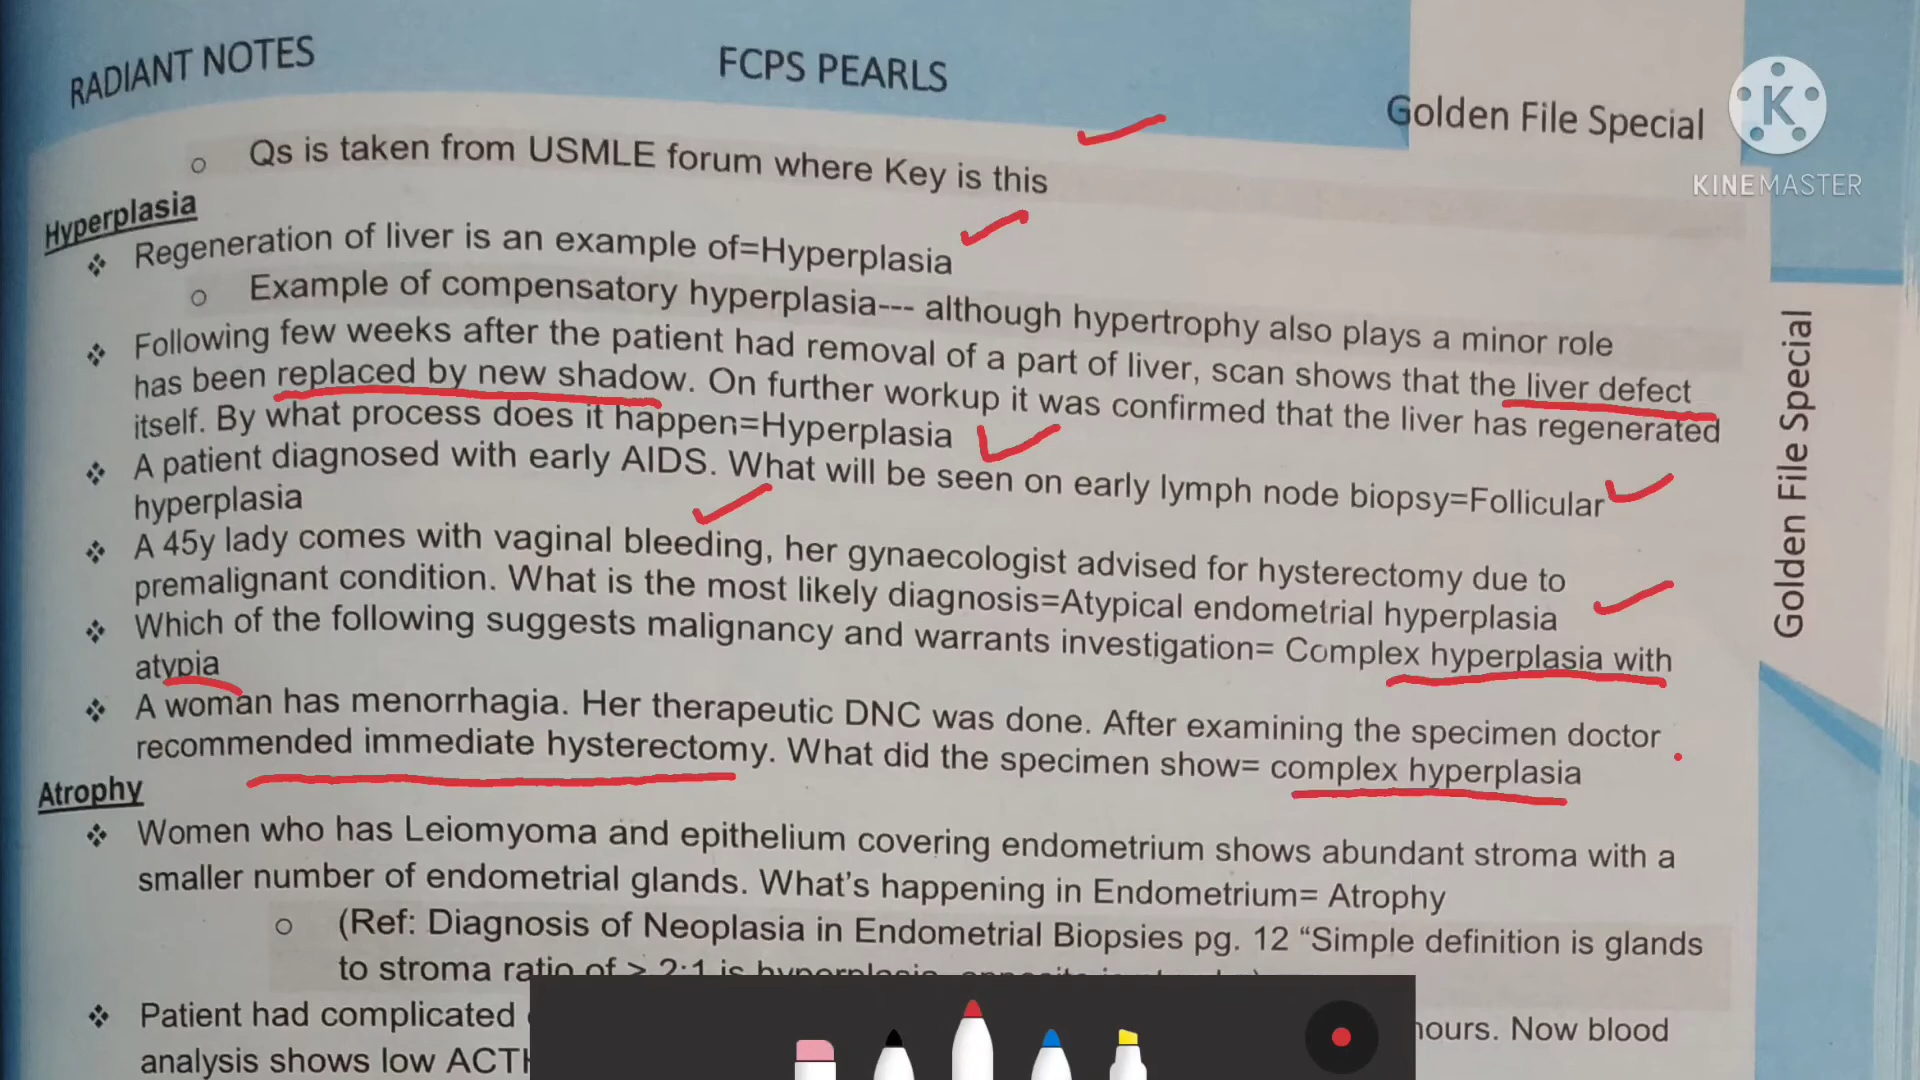 RADIANT NOTES
FCPS PEARLS
Golden File Special
K
KINEMASTER
o Qs is taken from USMLE forum where Key is this
Hyperplasia
❖ Regeneration of liver is an example of=Hyperplasia
o Example of compensatory hyperplasia--- although hypertrophy also plays a minor role
❖ Following few weeks after the patient had removal of a part of liver, scan shows that the liver defect
has been replaced by new shadow. On further workup it was confirmed that the liver has regenerated
itself. By what process does it happen=Hyperplasia
❖ A patient diagnosed with early AIDS. What will be seen on early lymph node biopsy=Follicular
hyperplasia
❖ A 45y lady comes with vaginal bleeding, her gynaecologist advised for hysterectomy due to
premalignant condition. What is the most likely diagnosis=Atypical endometrial hyperplasia
❖ Which of the following suggests malignancy and warrants investigation= Complex hyperplasia with
atypia
❖ A woman has menorrhagia. Her therapeutic DNC was done. After examining the specimen doctor
recommended immediate hysterectomy. What did the specimen show= complex hyperplasia
Atrophy
❖ Women who has Leiomyoma and epithelium covering endometrium shows abundant stroma with a
smaller number of endometrial glands. What's happening in Endometrium= Atrophy
o (Ref: Diagnosis of Neoplasia in Endometrial Biopsies pg. 12 “Simple definition is glands
to stroma ratio of > 2:1 is hyperplasia,
❖ Patient had complicated hours. Now blood
analysis shows low ACTH
Golden File Special